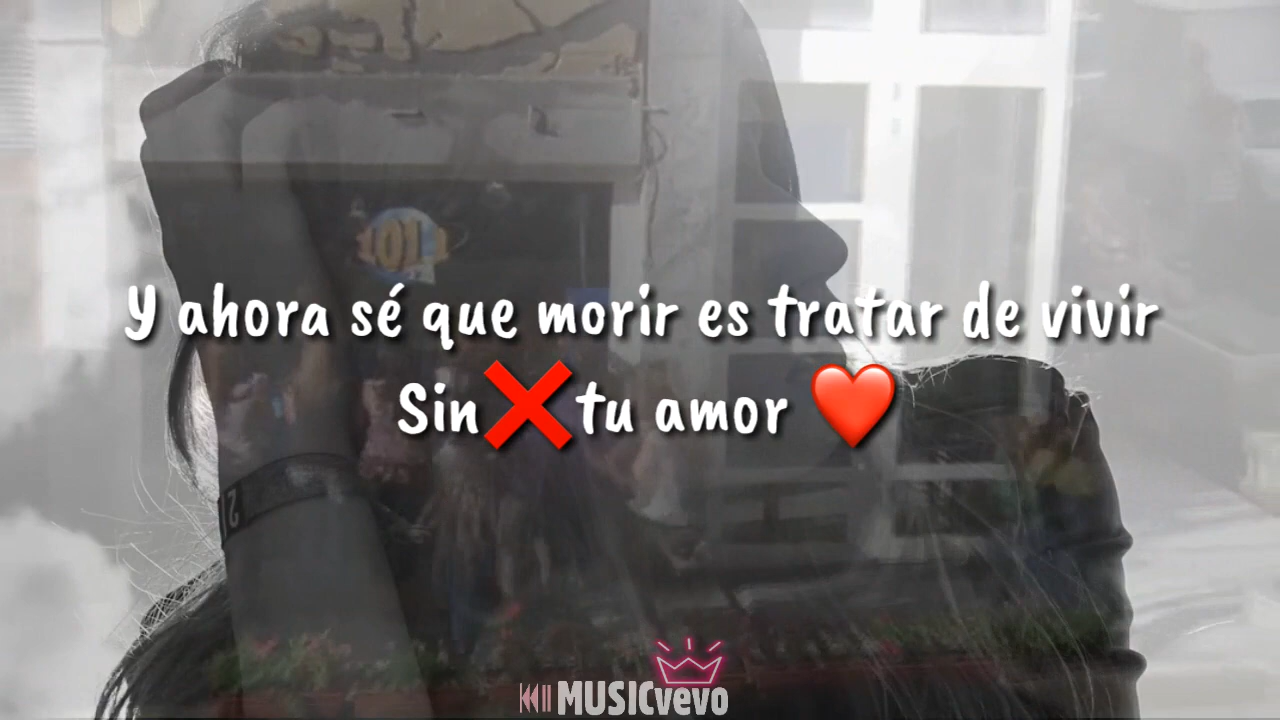 Y ahora sé que morir es tratar de vivir
Sin❌tu amor ❤️
MUSICvevo